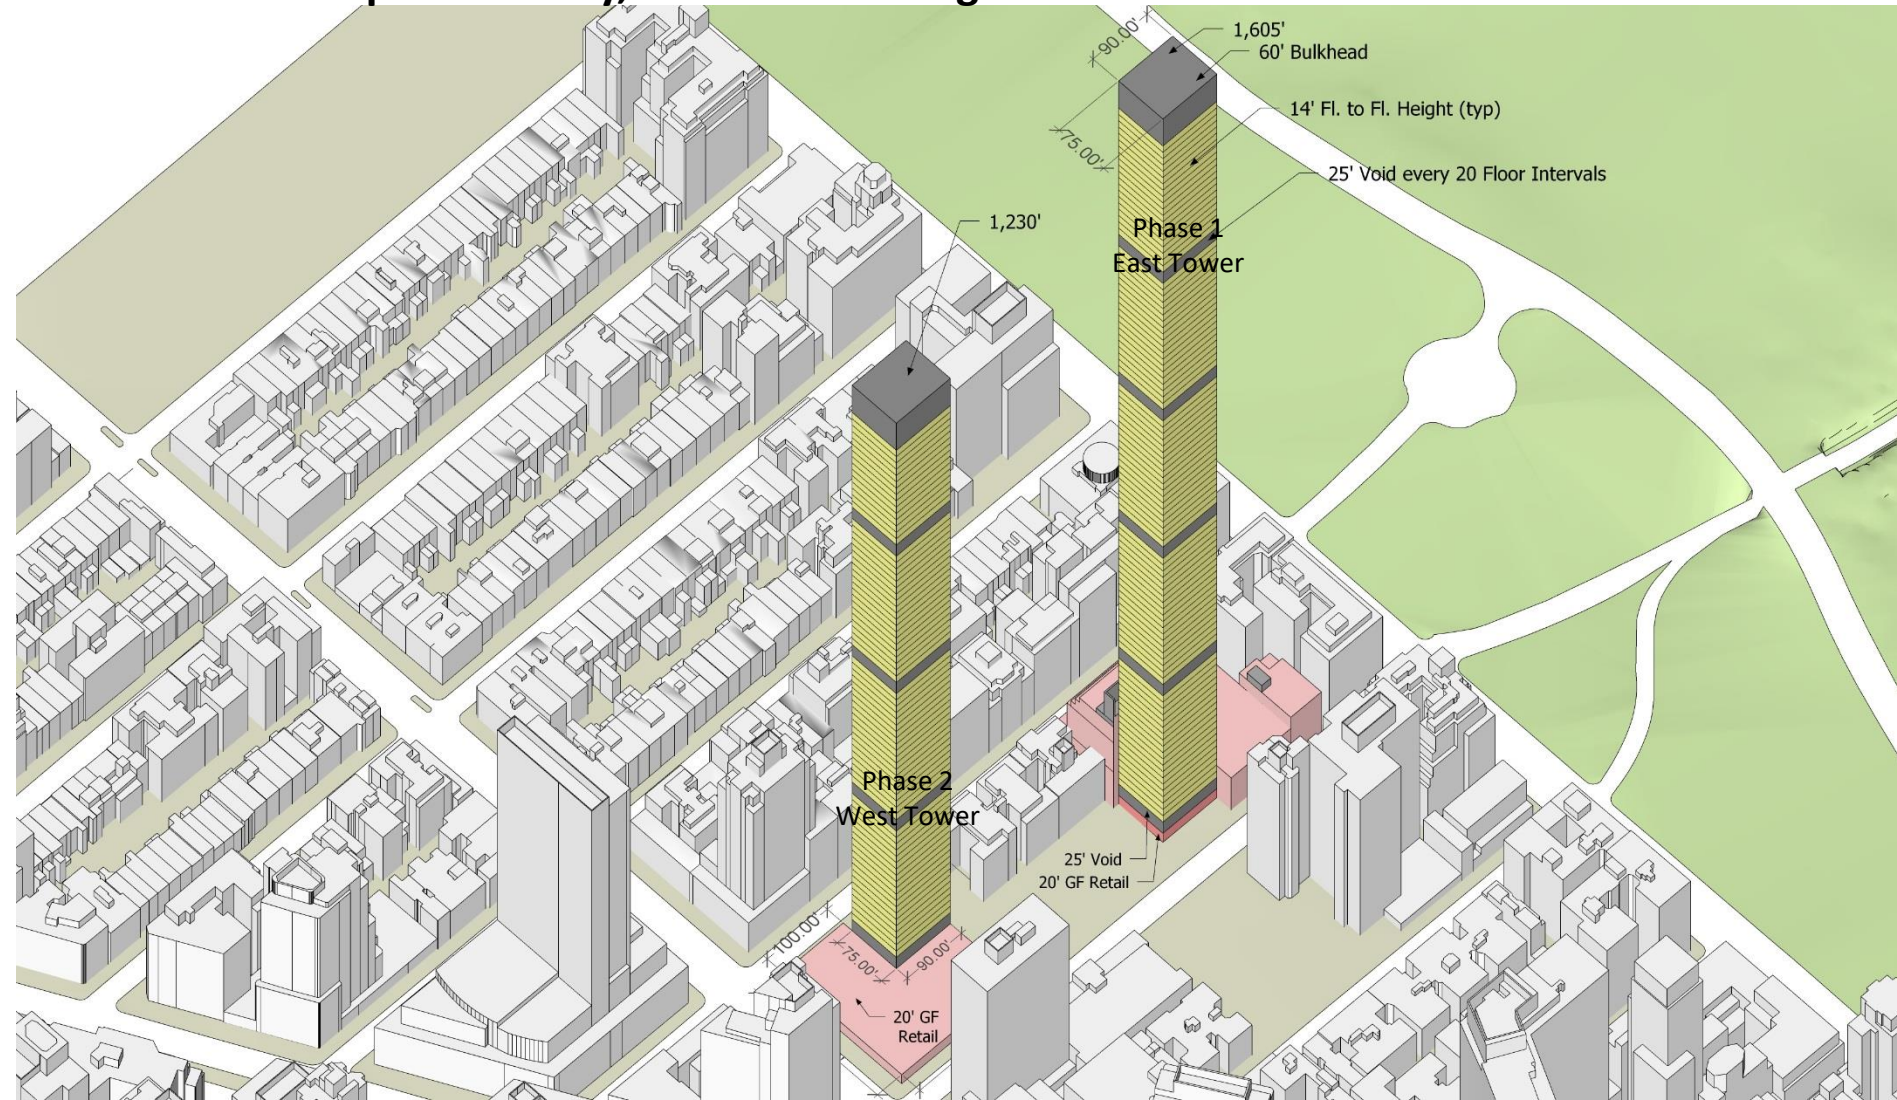 90.00'
1,605'
60' Bulkhead
14' Fl. to Fl. Height (typ)
75.00'
25' Void every 20 Floor Intervals
1,230'
Phase 1
East Tower
Phase 2
West Tower
25' Void
20' GF Retail
100.00'
75.00'
90.00'
20' GF
Retail